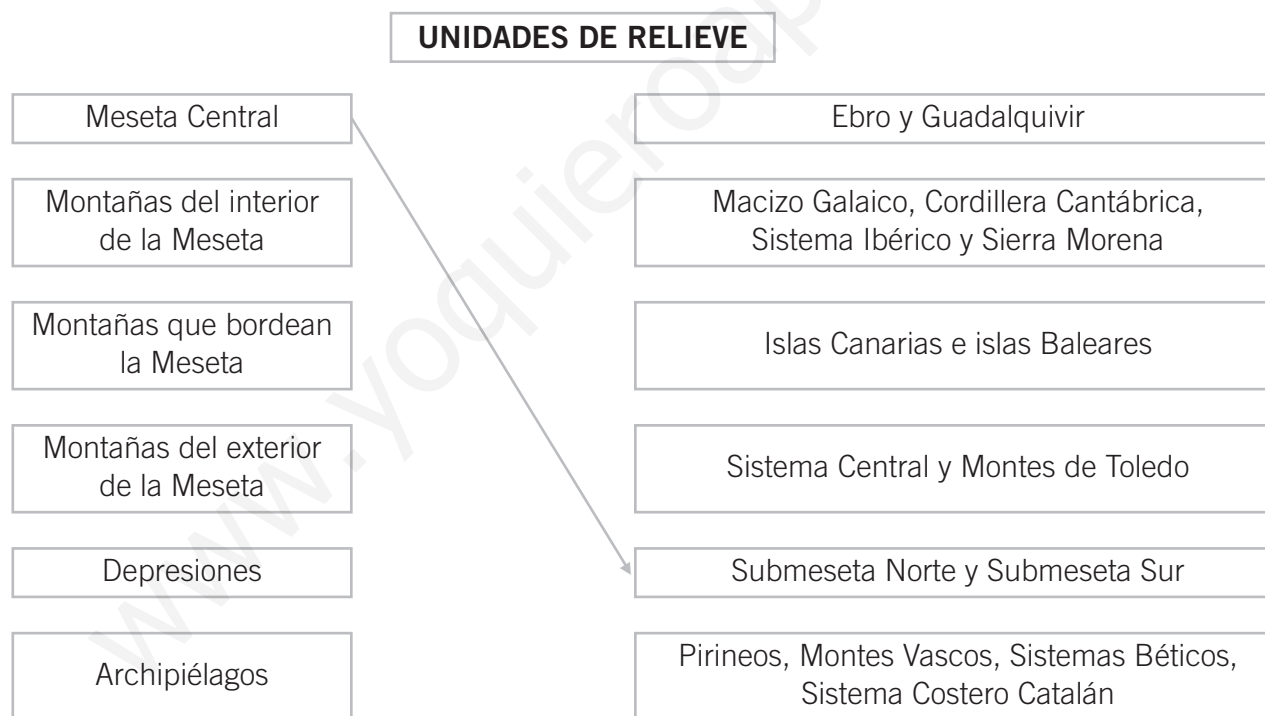 UNIDADES DE RELIEVE
Meseta Central
Ebro y Guadalquivir
Montañas del interior
de la Meseta
Macizo Galaico, Cordillera Cantábrica,
Sistema Ibérico y Sierra Morena
Montañas que bordean
la Meseta
Islas Canarias e islas Baleares
Montañas del exterior
de la Meseta
Sistema Central y Montes de Toledo
Depresiones
Submeseta Norte y Submeseta Sur
Archipiélagos
Pirineos, Montes Vascos, Sistemas Béticos,
Sistema Costero Catalán
www.yoquieroap